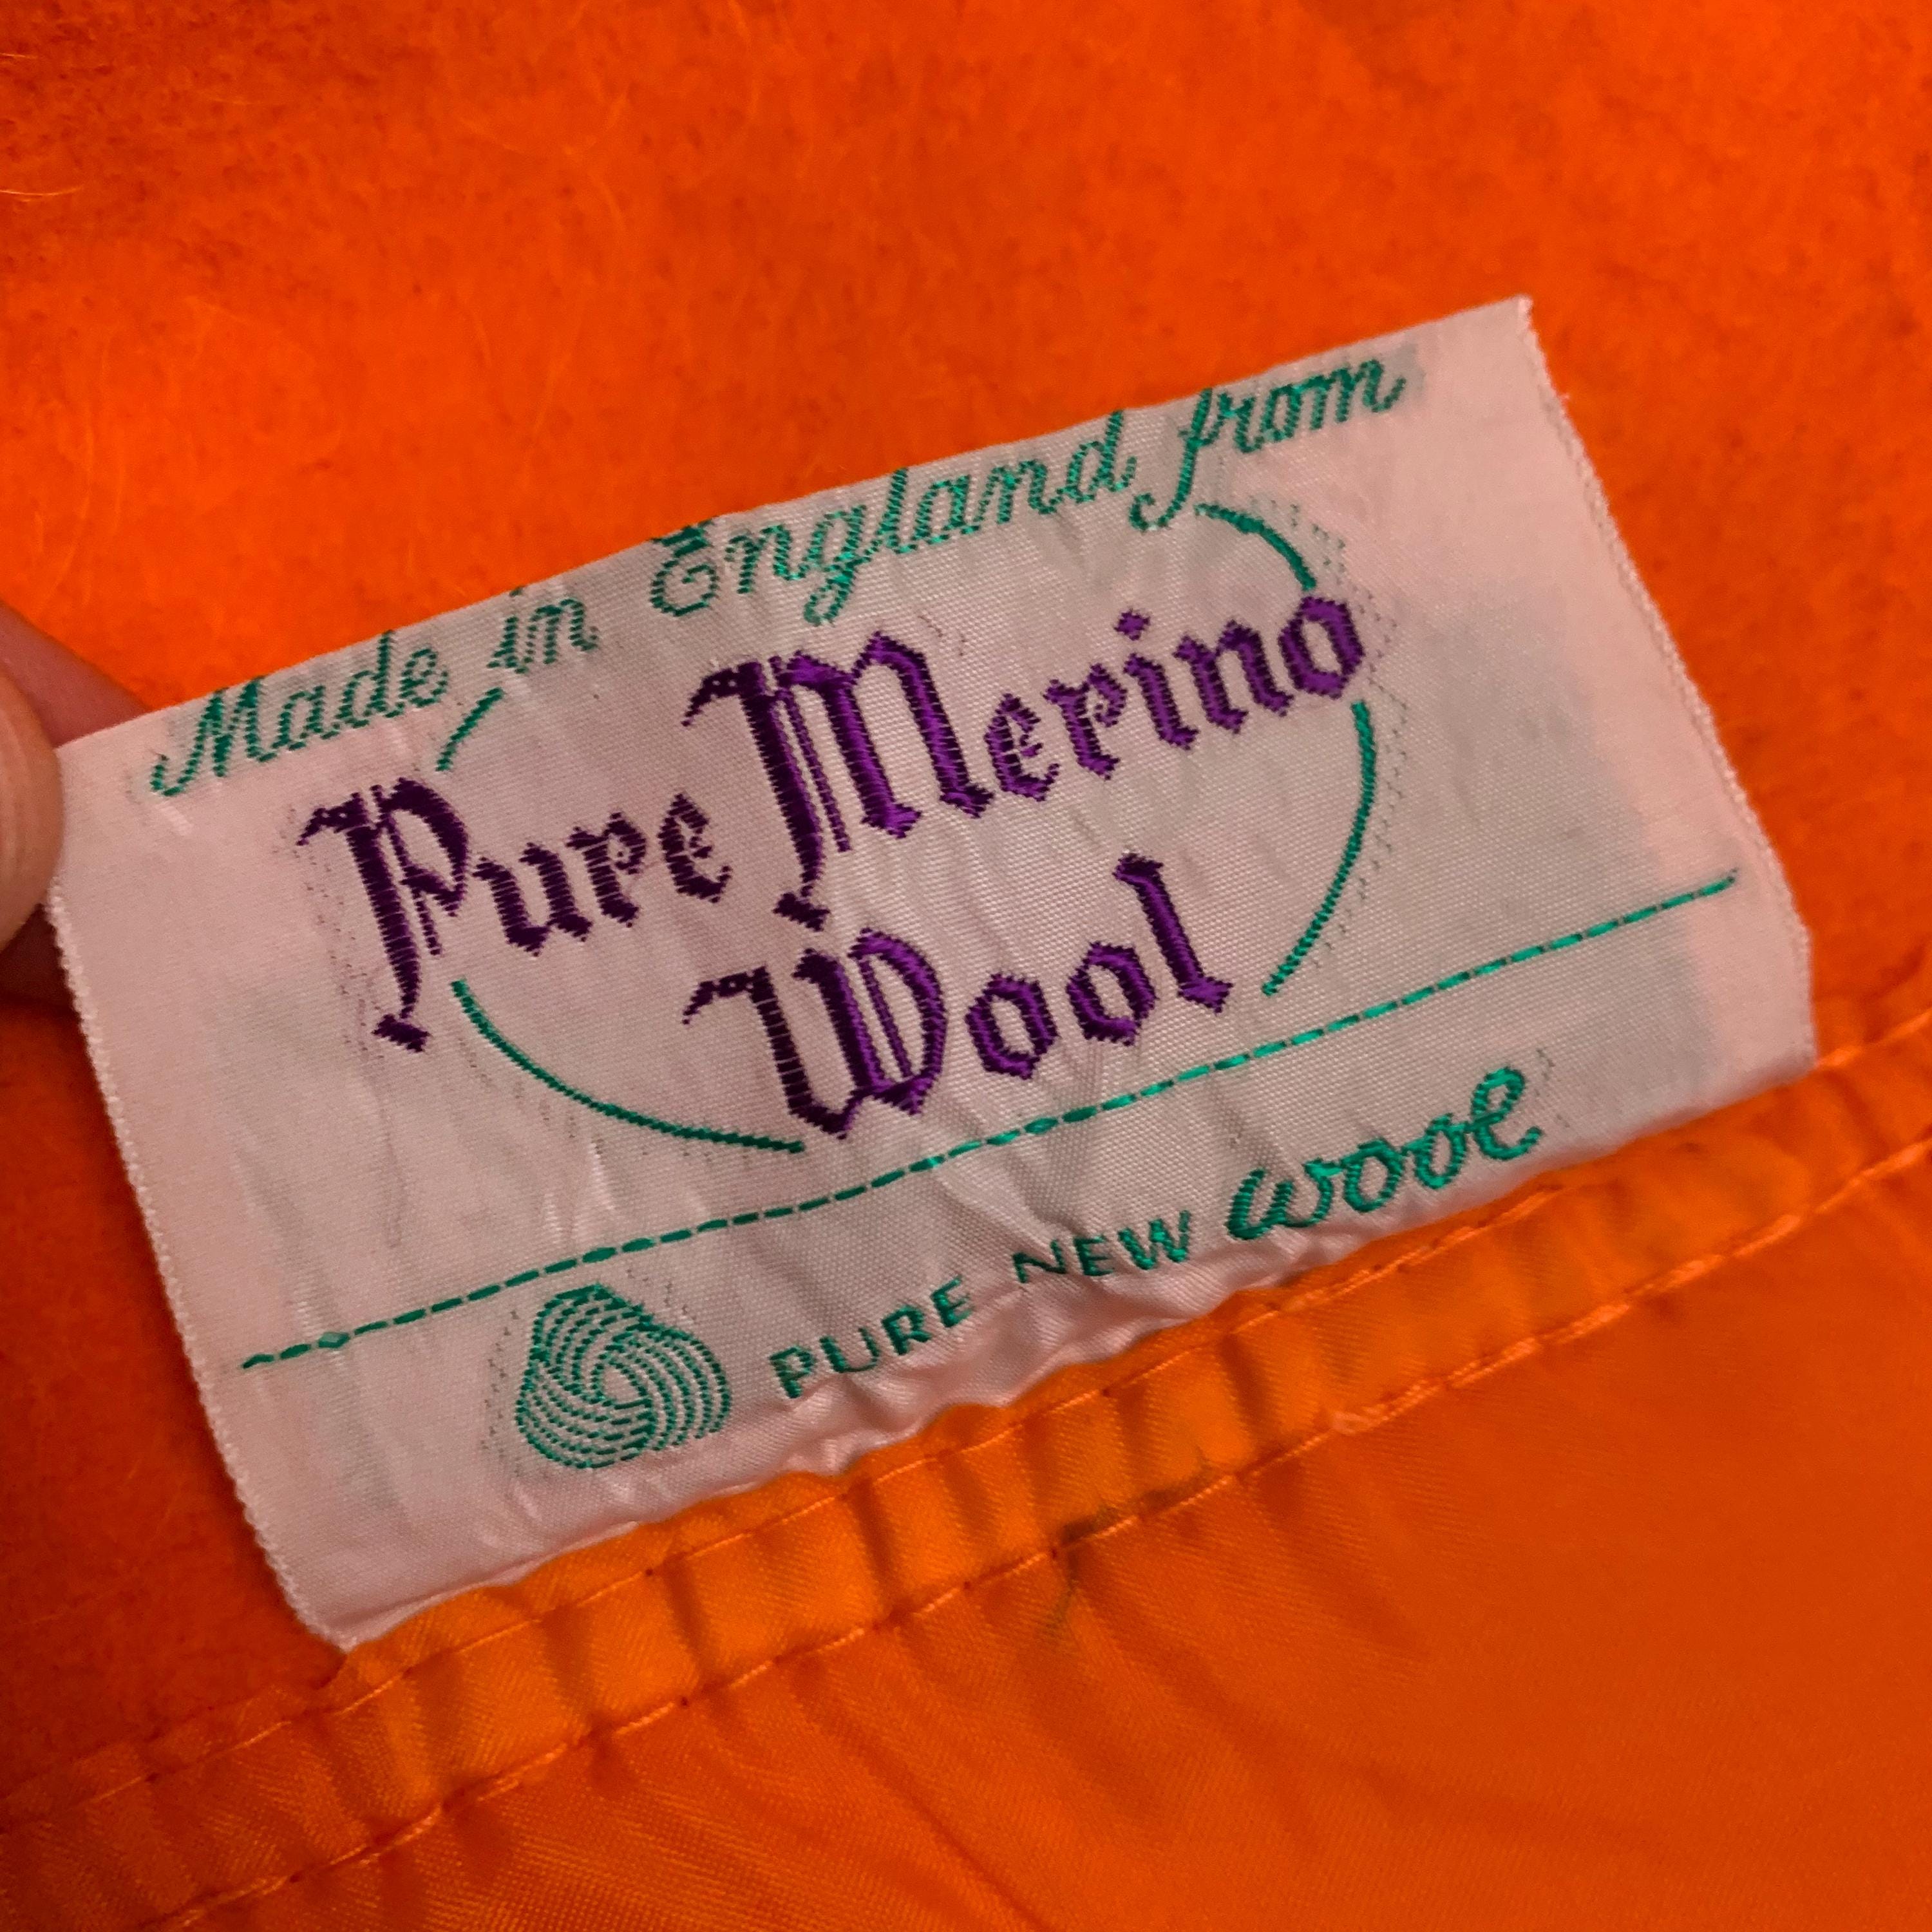 Made in England from
Pure Merino
Wool
PURE NEW WOOL